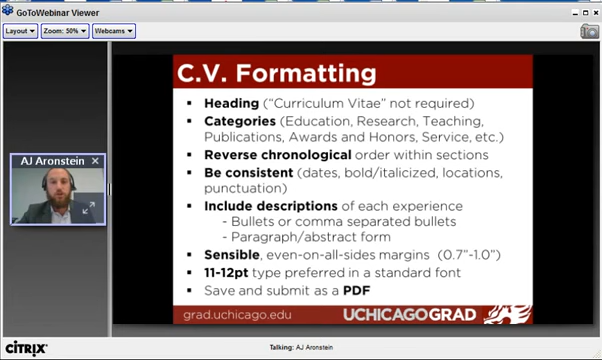 GoToWebinar Viewer
Layout
Zoom: 50%
Webcams
AJ Aronstein
C.V. Formatting
Heading ("Curriculum Vitae" not required)
Categories (Education, Research, Teaching,
Publications, Awards and Honors, Service, etc.)
Reverse chronological order within sections
Be consistent (dates, bold/italicized, locations,
punctuation)
Include descriptions of each experience
- Bullets or comma separated bullets
- Paragraph/abstract form
Sensible, even-on-all-sides margins (0.7"-1.0")
11-12pt type preferred in a standard font
Save and submit as a PDF
grad.uchicago.edu
UCHICAGOGRAD
CİTRIX
Talking: AJ Aronstein